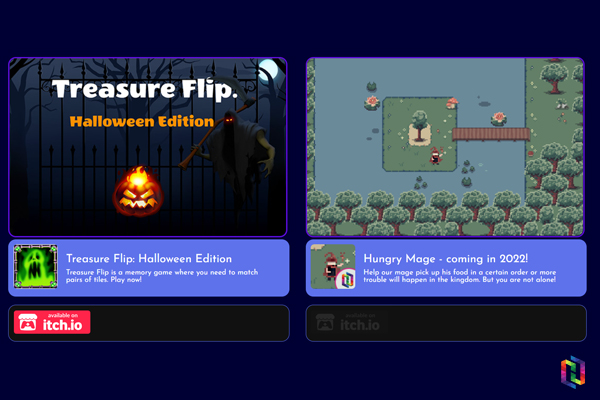 Treasure Flip.
Halloween Edition
Treasure Flip: Halloween Edition
Treasure Flip is a memory game where you need to match
pairs of tiles. Play now!
available on
itch.io
Hungry Mage - coming in 2022!
Help our mage pick up his food in a certain order or more
trouble will happen in the kingdom. But you are not alone!
available on
itch.io